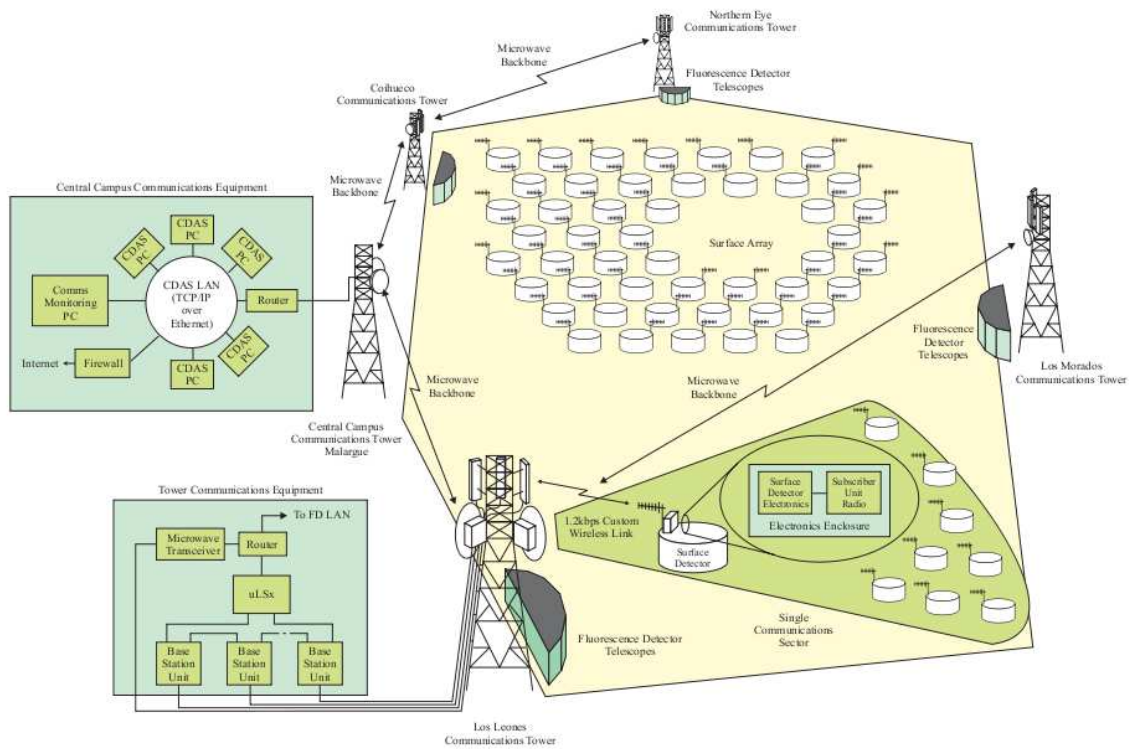 Northern Eye
Communications Tower
Microwave
Backbone
Fluorescence Detector
Telescopes
Coihueco
Communications Tower
Microwave
Backbone
Central Campus Communications Equipment
CDAS
PC
CDAS
PC
CDAS
PC
Comms
Monitoring
PC
CDAS LAN
(TCP/IP
over
Ethernet)
Router
Internet
Firewall
CDAS
PC
CDAS
PC
Surface Array
Fluorescence
Detector
Telescopes
Los Morados
Communications Tower
Microwave
Backbone
Microwave
Backbone
Central Campus
Communications Tower
Malargue
Surface
Detector
Electronics
Subscriber
Unit
Radio
Electronics Enclosure
1.2kbps Custom
Wireless Link
Surface
Detector
Single
Communications
Sector
Tower Communications Equipment
To FD LAN
Microwave
Transceiver
Router
uLSx
Base
Station
Unit
Base
Station
Unit
Base
Station
Unit
Fluorescence Detector
Telescopes
Los Leones
Communications Tower